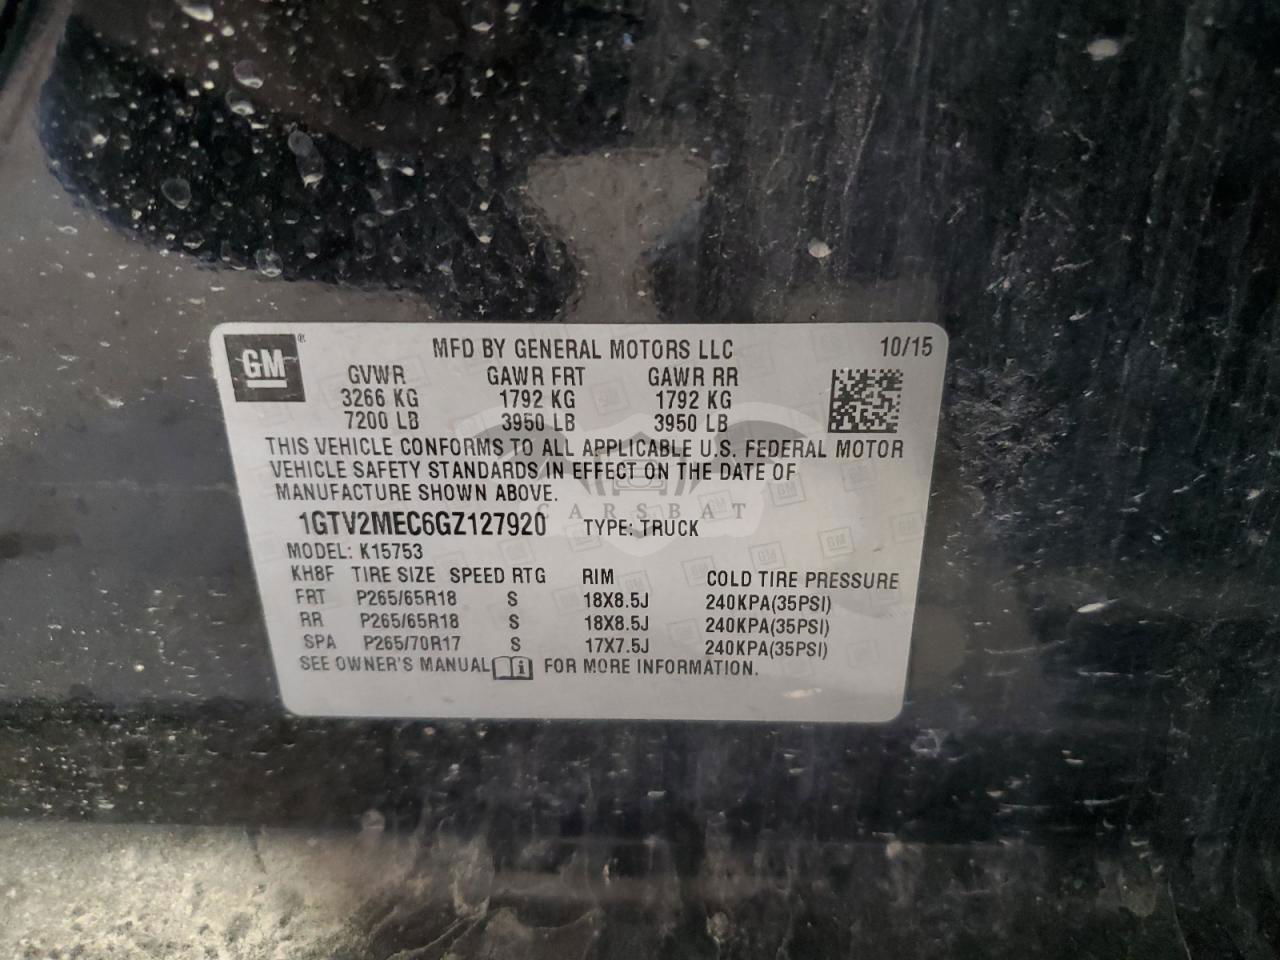 GM®
MFD BY GENERAL MOTORS LLC 10/15
GVWR GAWR FRT GAWR RR
3266 KG 1792 KG 1792 KG
7200 LB 3950 LB 3950 LB
THIS VEHICLE CONFORMS TO ALL APPLICABLE U.S. FEDERAL MOTOR
VEHICLE SAFETY STANDARDS IN EFFECT ON THE DATE OF
MANUFACTURE SHOWN ABOVE.
CARSBAT
1GTV2MEC6GZ127920 TYPE: TRUCK
MODEL: K15753
KH8F TIRE SIZE SPEED RTG RIM COLD TIRE PRESSURE
FRT P265/65R18 S 18X8.5J 240KPA(35PSI)
RR P265/65R18 S 18X8.5J 240KPA(35PSI)
SPA P265/70R17 S 17X7.5J 240KPA(35PSI)
SEE OWNER'S MANUAL i FOR MORE INFORMATION.